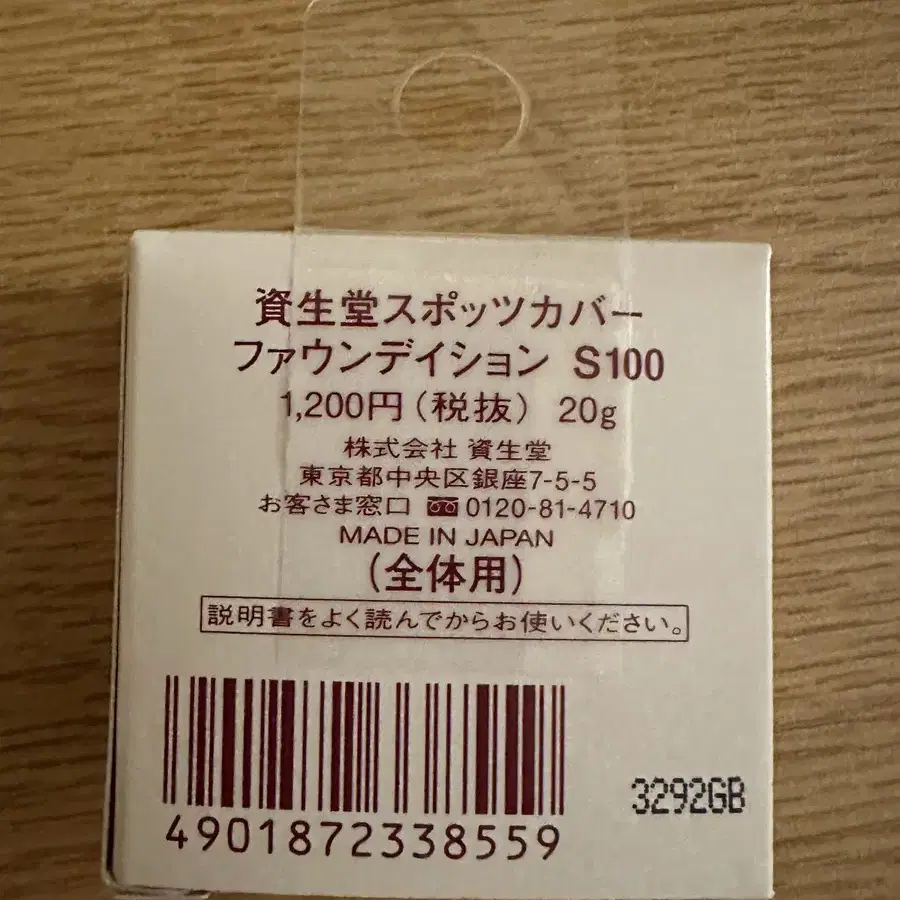 資生堂スポッツカバー
ファウンデイション S100
1,200円(税抜) 20g
株式会社 資生堂
東京都中央区銀座7-5-5
お客さま窓口 0120-81-4710
MADE IN JAPAN
(全体用)
説明書をよく読んでからお使いください。
4901872338559
3292GB